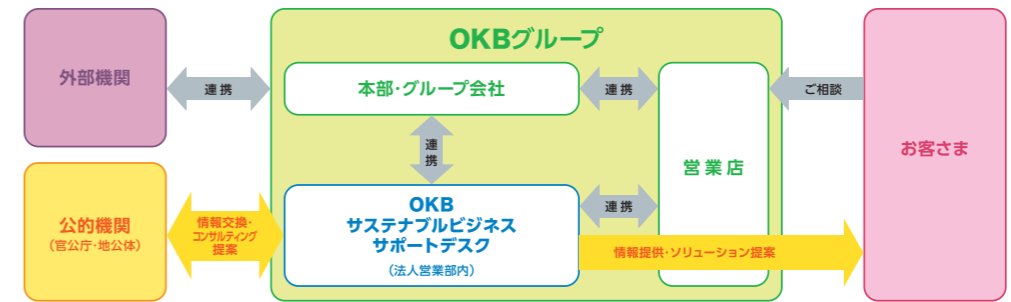 OKBグループ
外部機関
連携
本部・グループ会社
連携
ご相談
お客さま
連携
営業店
公的機関
(官公庁・地公体)
情報交換・
コンサルティング
提案
OKB
サステナブルビジネス
サポートデスク
(法人営業部内)
連携
情報提供・ソリューション提案